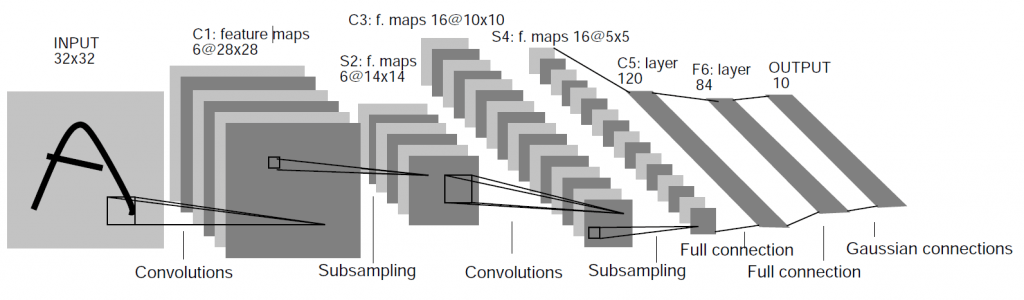 INPUT
32x32
C1: feature maps
6@28x28
S2: f. maps
6@14x14
C3: f. maps 16@10x10
S4: f. maps 16@5x5
C5: layer
120
F6: layer
84
OUTPUT
10
Convolutions
Subsampling
Convolutions
Subsampling
Full connection
Full connection
Gaussian connections